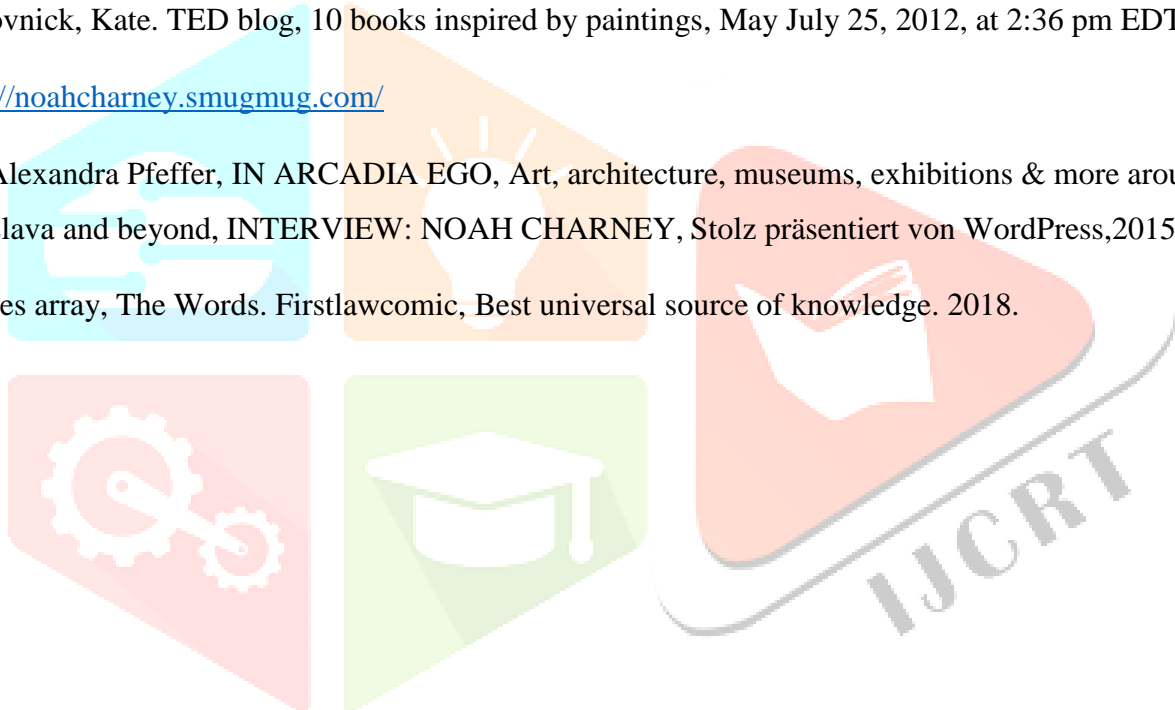 ovnick, Kate. TED blog, 10 books inspired by paintings, May July 25, 2012, at 2:36 pm EDT
//noahcharney.smugmug.com/
Alexandra Pfeffer, IN ARCADIA EGO, Art, architecture, museums, exhibitions & more arou
lava and beyond, INTERVIEW: NOAH CHARNEY, Stolz präsentiert von WordPress,2015
es array, The Words. Firstlawcomic, Best universal source of knowledge. 2018.
IJCRT